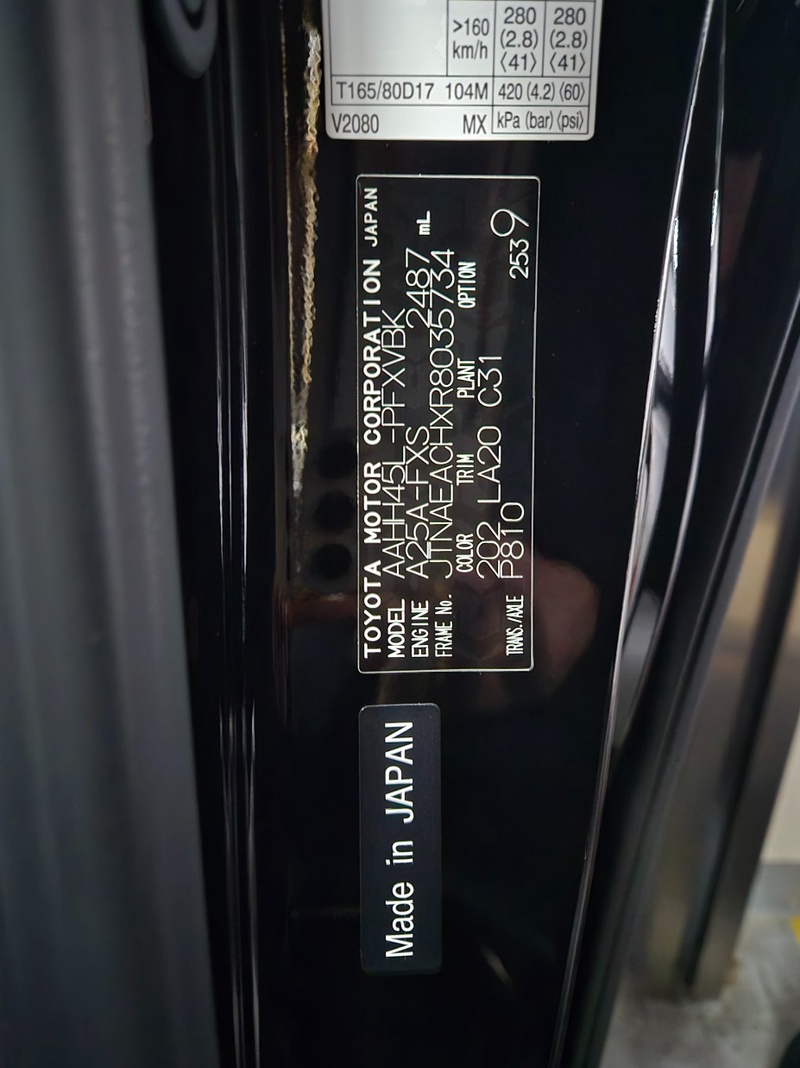 >160 km/h 280 (2.8) ⟨41⟩ 280 (2.8) ⟨41⟩
T165/80D17 104M 420 (4.2) ⟨60⟩
V2080 MX kPa (bar) ⟨psi⟩
TOYOTA MOTOR CORPORATION JAPAN
MODEL AAHH45L-PFXVBK
ENGINE A25A-FXS 2487 mL
FRAME No. JTNAEACHXR8035734
COLOR TRIM PLANT OPTION
202 LA20 C31
TRANS./AXLE P810 253 9
Made in JAPAN